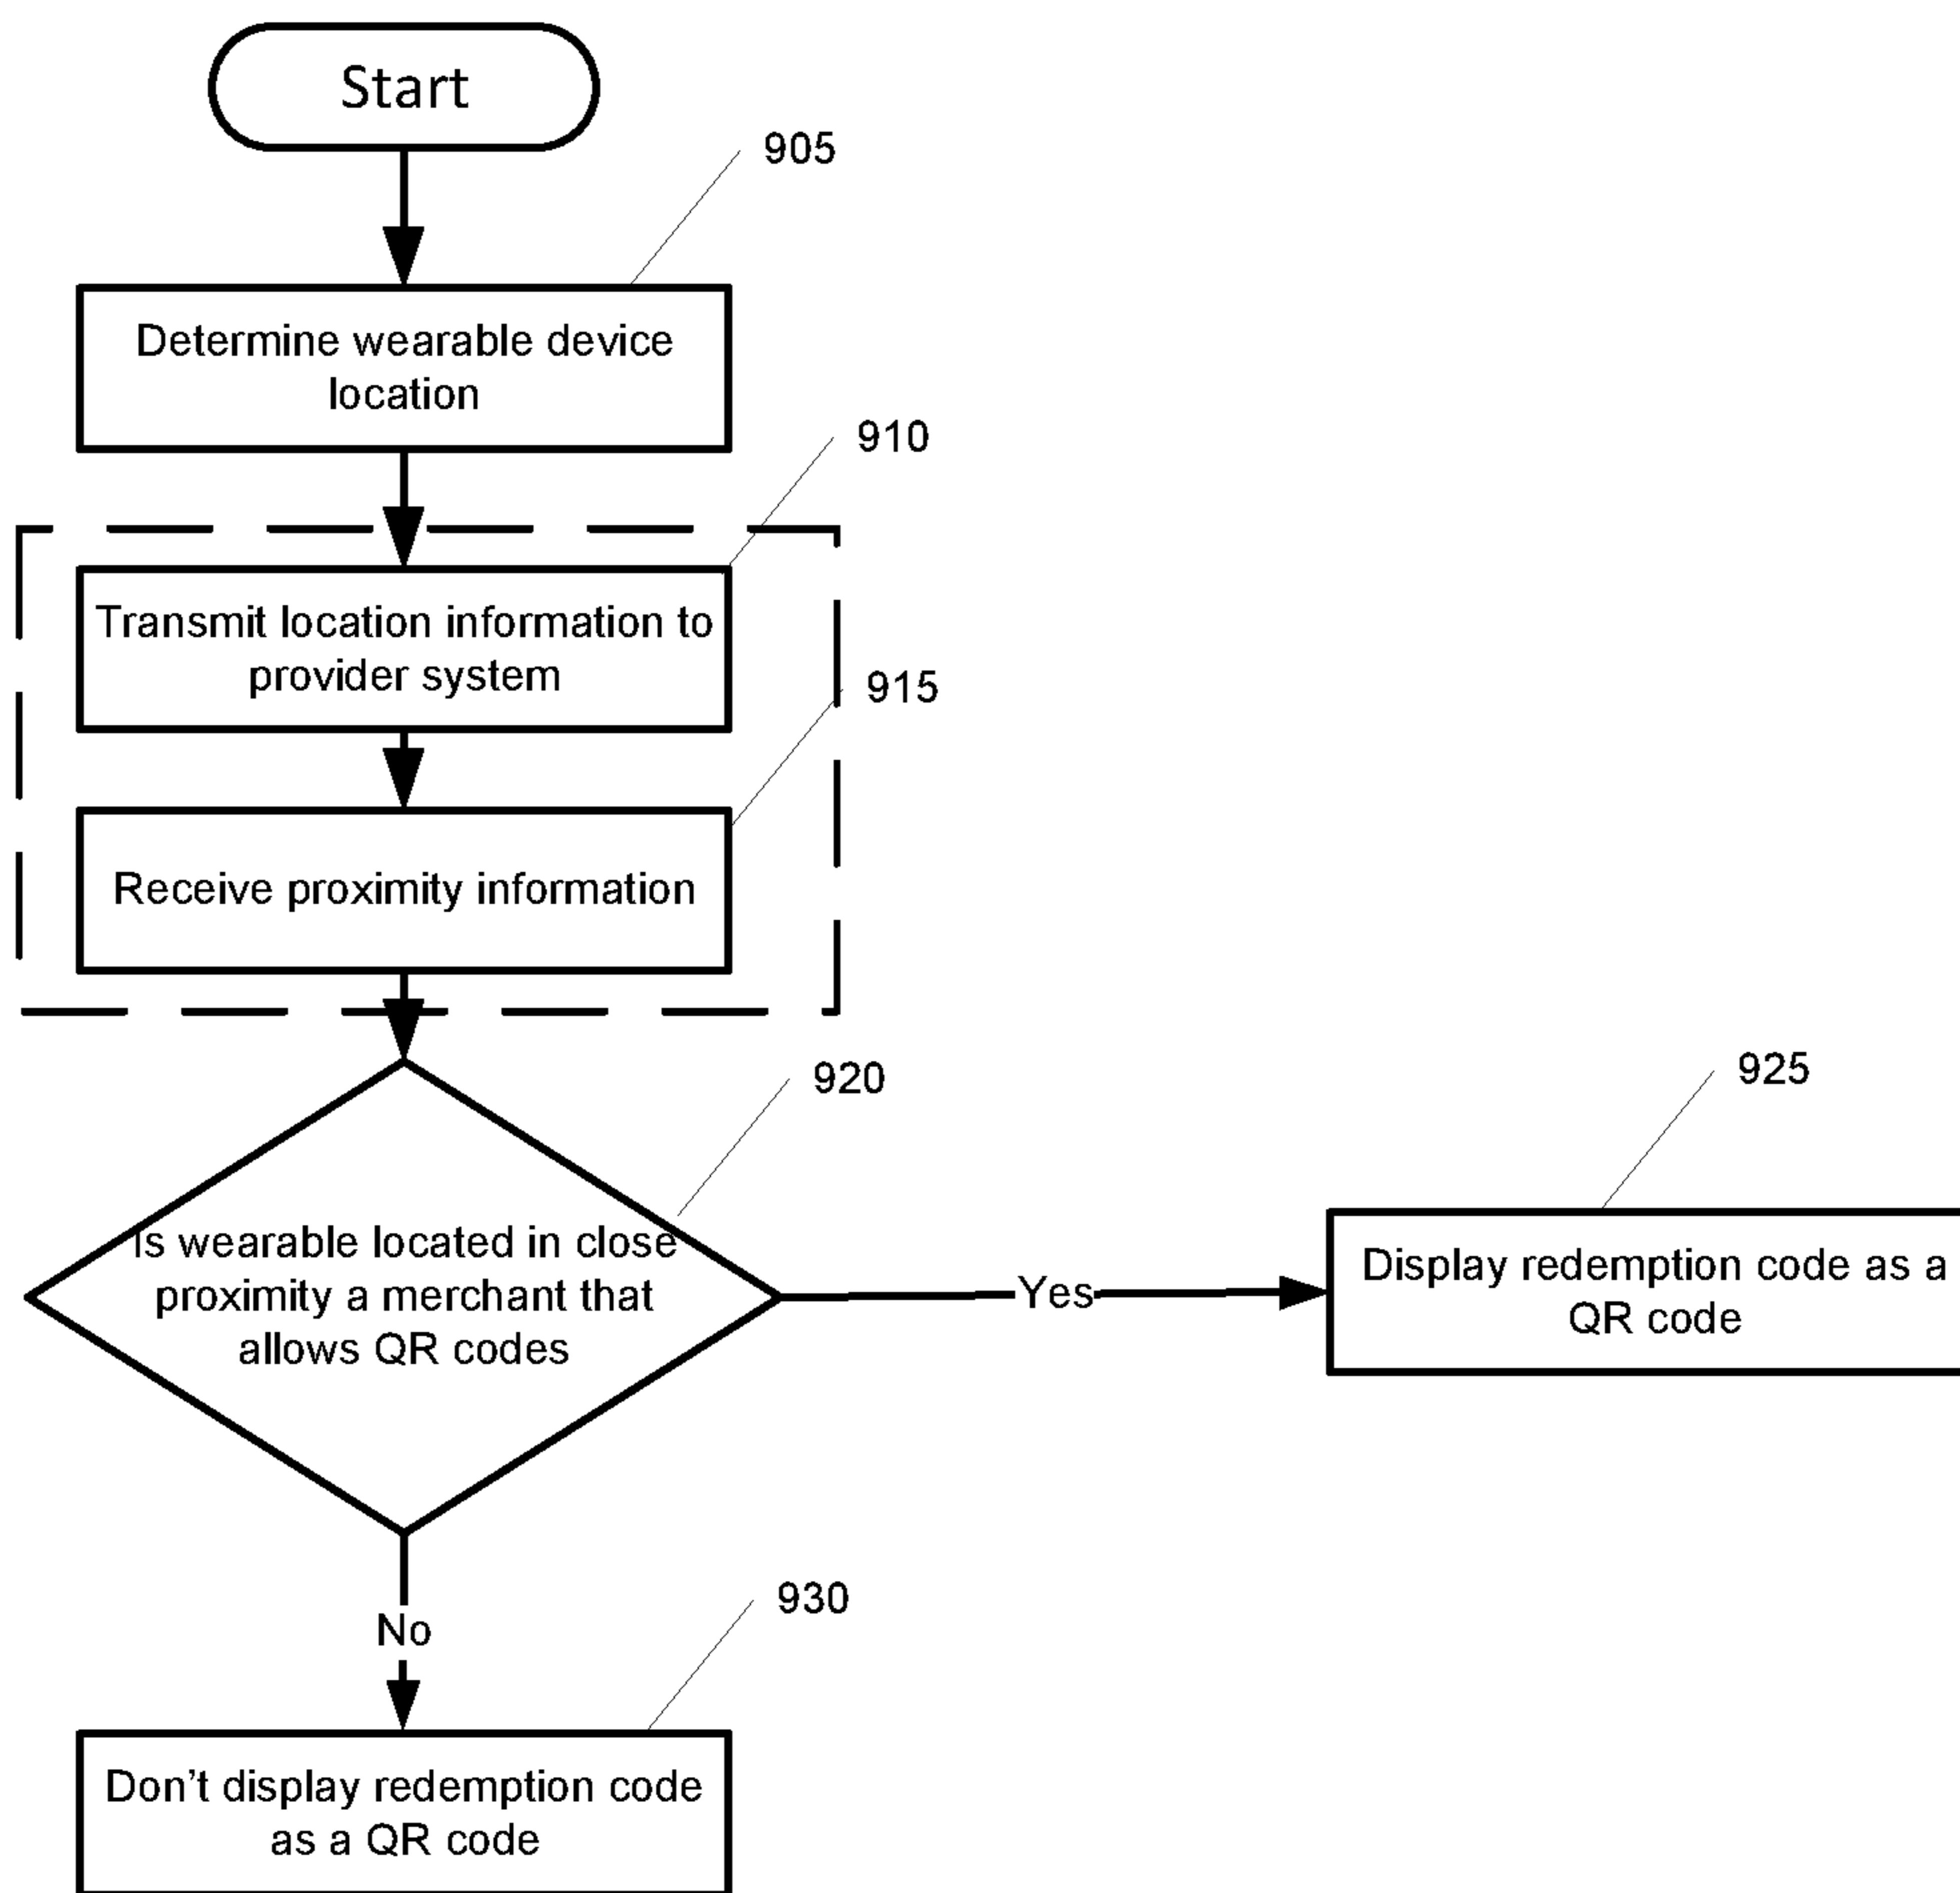 Start
905
Determine wearable device
location
910
Transmit location information to
provider system
915
Receive proximity information
920
Is wearable located in close
proximity a merchant that
allows QR codes
Yes
925
Display redemption code as a
QR code
No
930
Don't display redemption code
as a QR code